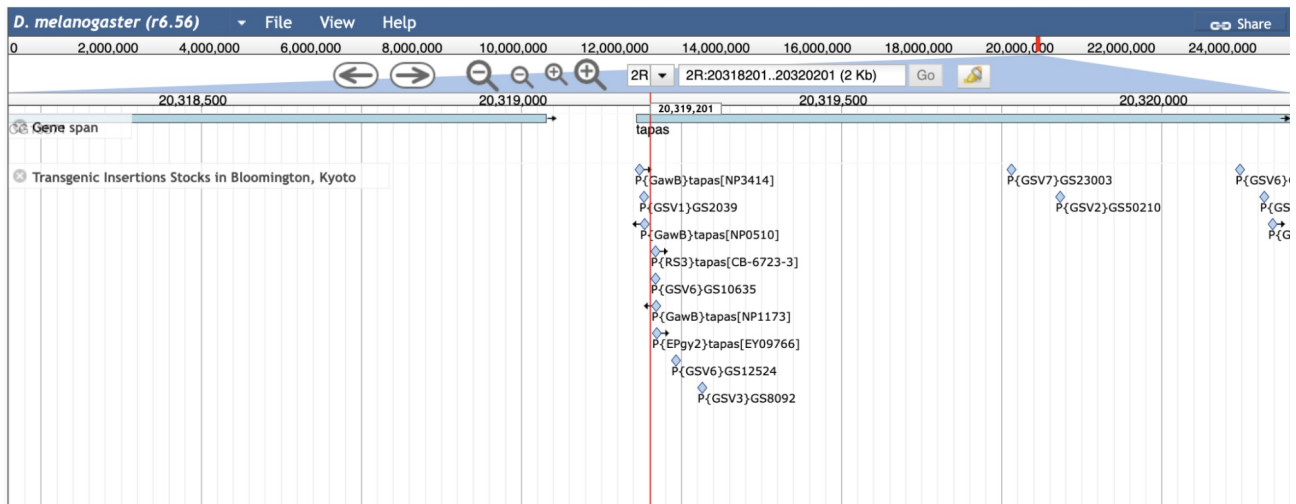 D. melanogaster (r6.56) File View Help Share
0 2,000,000 4,000,000 6,000,000 8,000,000 10,000,000 12,000,000 14,000,000 16,000,000 18,000,000 20,000,000 22,000,000 24,000,000
2R 2R:20318201..20320201 (2 Kb) Go
20,318,500 20,319,000 20,319,500 20,320,000
20,319,201
Gene span
tapas
Transgenic Insertions Stocks in Bloomington, Kyoto
P{GawB}tapas[NP3414] P{GSV7}GS23003 P{GSV6}
P{GSV1}GS2039 P{GSV2}GS50210 P{GS
P{GawB}tapas[NP0510] P{G
P{RS3}tapas[CB-6723-3]
P{GSV6}GS10635
P{GawB}tapas[NP1173]
P{EPgy2}tapas[EY09766]
P{GSV6}GS12524
P{GSV3}GS8092